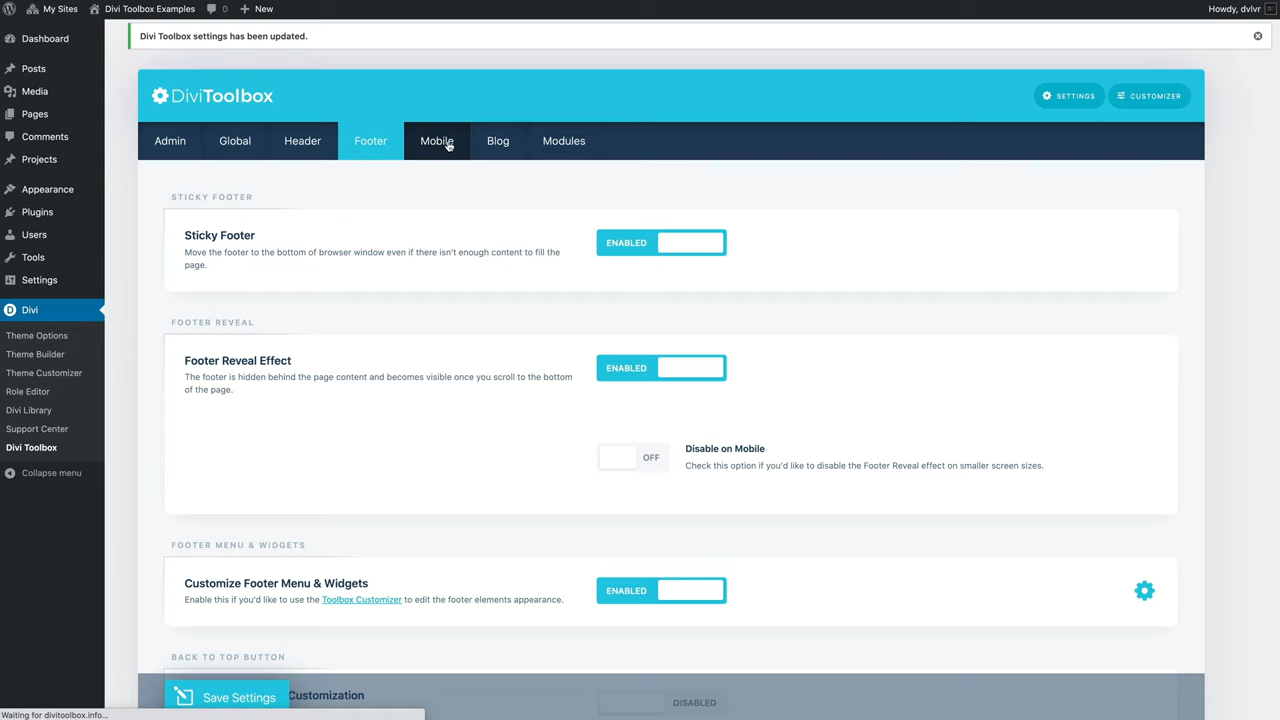 My Sites
Divi Toolbox Examples
0
New
Howdy, dvlvr
Dashboard
Posts
Media
Pages
Comments
Projects
Appearance
Plugins
Users
Tools
Settings
Divi
Theme Options
Theme Builder
Theme Customizer
Role Editor
Divi Library
Support Center
Divi Toolbox
Collapse menu
Divi Toolbox settings has been updated.
DiviToolbox
SETTINGS
CUSTOMIZER
Admin
Global
Header
Footer
Mobile
Blog
Modules
STICKY FOOTER
Sticky Footer
Move the footer to the bottom of browser window even if there isn't enough content to fill the
page.
ENABLED
FOOTER REVEAL
Footer Reveal Effect
The footer is hidden behind the page content and becomes visible once you scroll to the bottom
of the page.
ENABLED
OFF
Disable on Mobile
Check this option if you'd like to disable the Footer Reveal effect on smaller screen sizes.
FOOTER MENU & WIDGETS
Customize Footer Menu & Widgets
Enable this if you'd like to use the Toolbox Customizer to edit the footer elements appearance.
ENABLED
BACK TO TOP BUTTON
Save Settings
Customization
DISABLED
Waiting for divitoolbox.info...